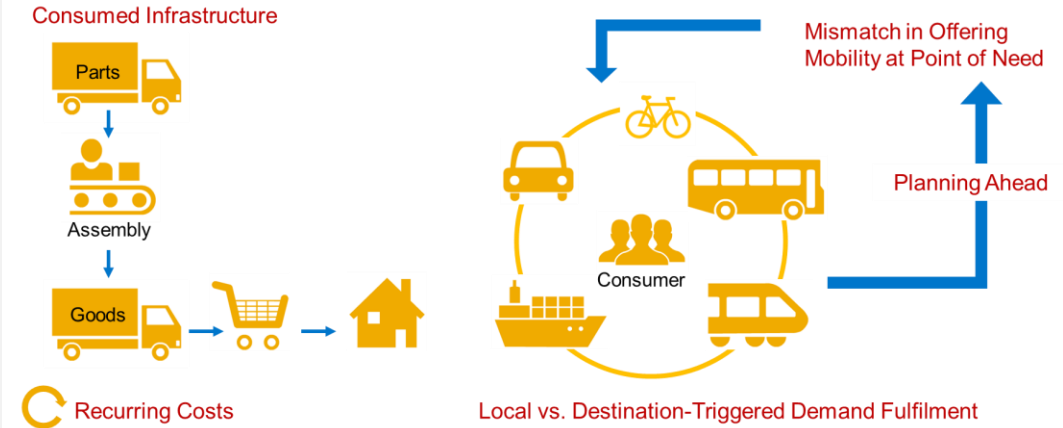 Consumed Infrastructure
Parts
Assembly
Goods
Recurring Costs
Mismatch in Offering
Mobility at Point of Need
Planning Ahead
Consumer
Local vs. Destination-Triggered Demand Fulfilment